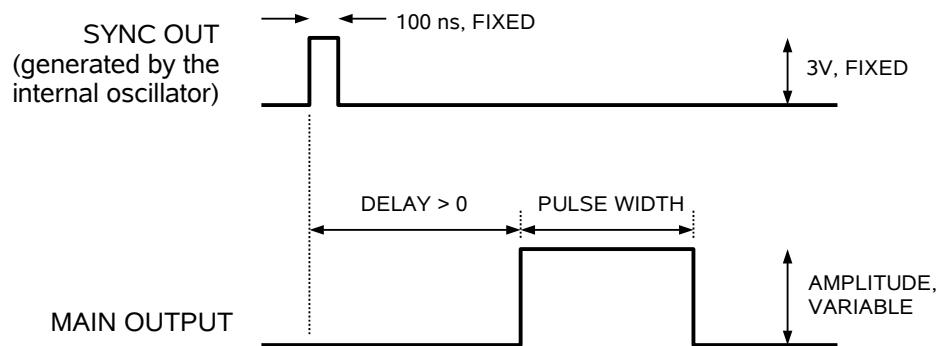 100 ns, FIXED
SYNC OUT
(generated by the
internal oscillator)
3V, FIXED
DELAY > 0
PULSE WIDTH
AMPLITUDE,
VARIABLE
MAIN OUTPUT